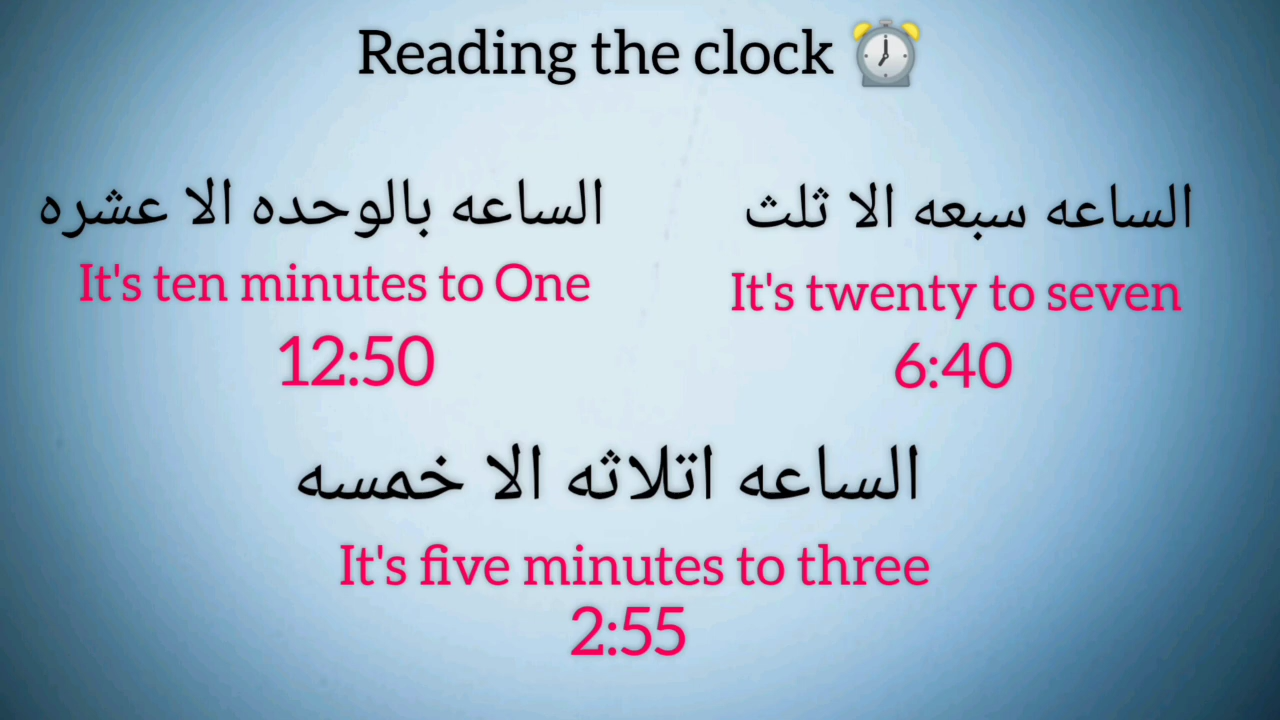 Reading the clock ⏰
الساعه سبعه الا ثلث
It's twenty to seven
6:40
الساعه بالوحده الا عشره
It's ten minutes to One
12:50
الساعه اتلاثه الا خمسه
It's five minutes to three
2:55